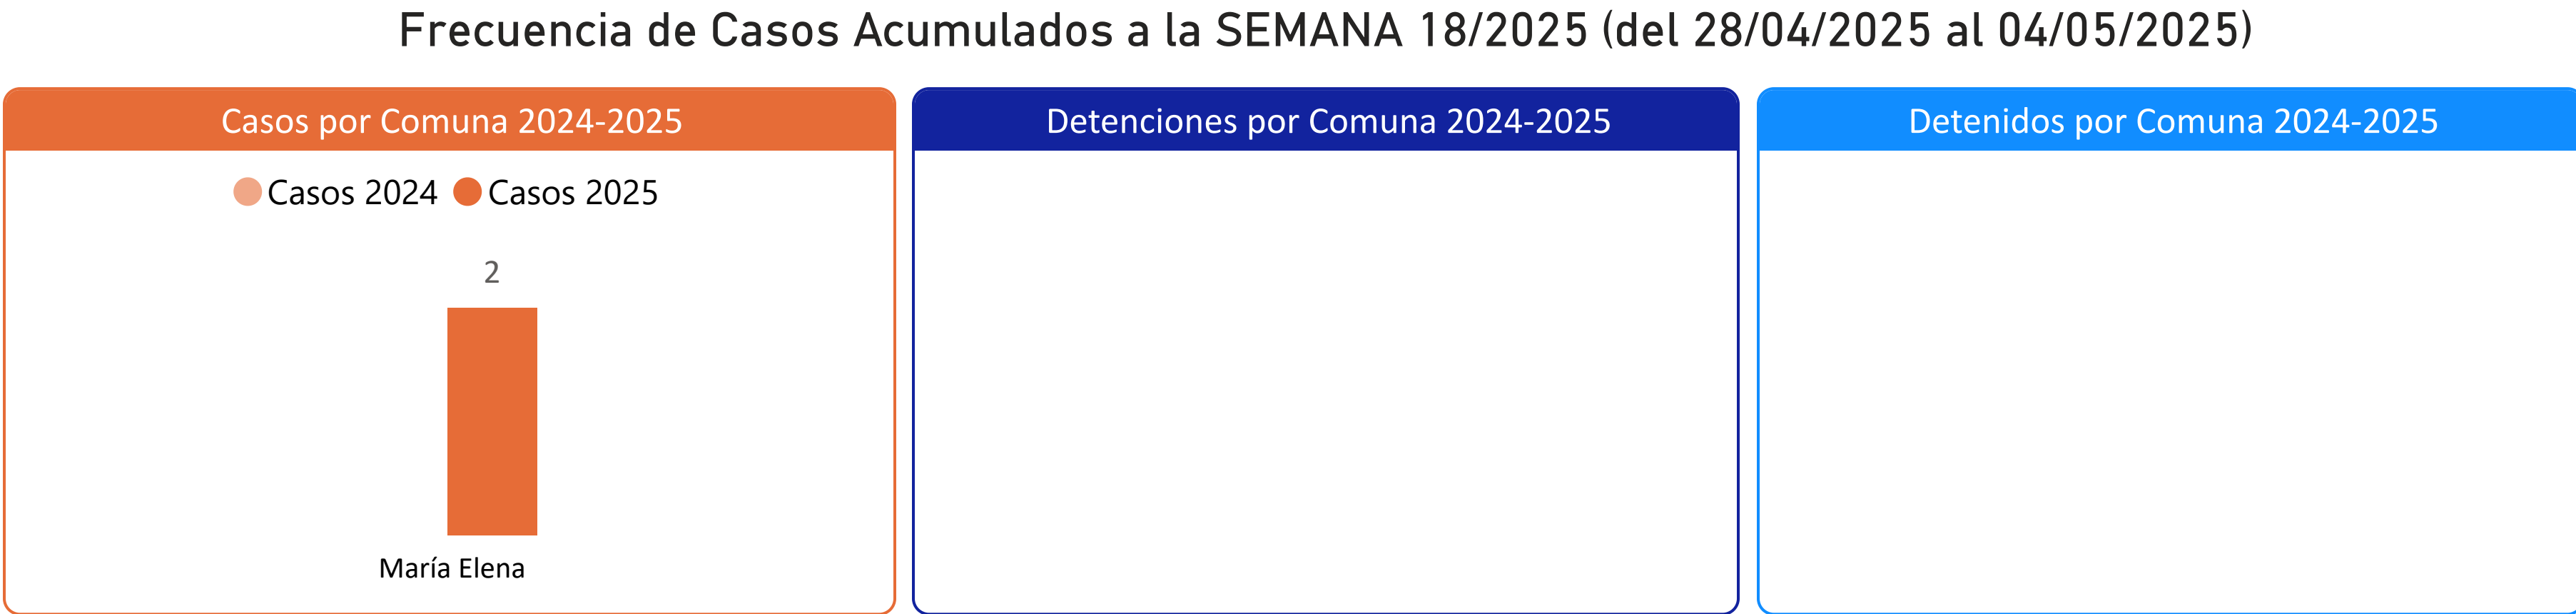 Frecuencia de Casos Acumulados a la SEMANA 18/2025 (del 28/04/2025 al 04/05/2025)
Casos por Comuna 2024-2025
Casos 2024 Casos 2025
2
María Elena
Detenciones por Comuna 2024-2025
Detenidos por Comuna 2024-2025